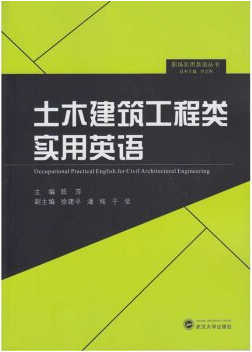 职场实用英语丛书
土木建筑工程类
实用英语
Occupational Practical English for Civil Architectural Engineering
主 编 陈 萍
副主编 徐建平 潘 纯 于 莹
武汉大学出版社